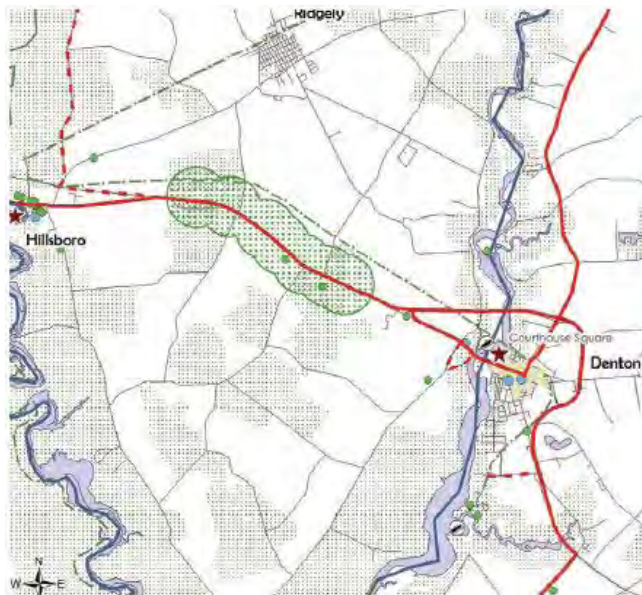 Ridgely
Hillsboro
Courthouse Square
Denton
N
W E